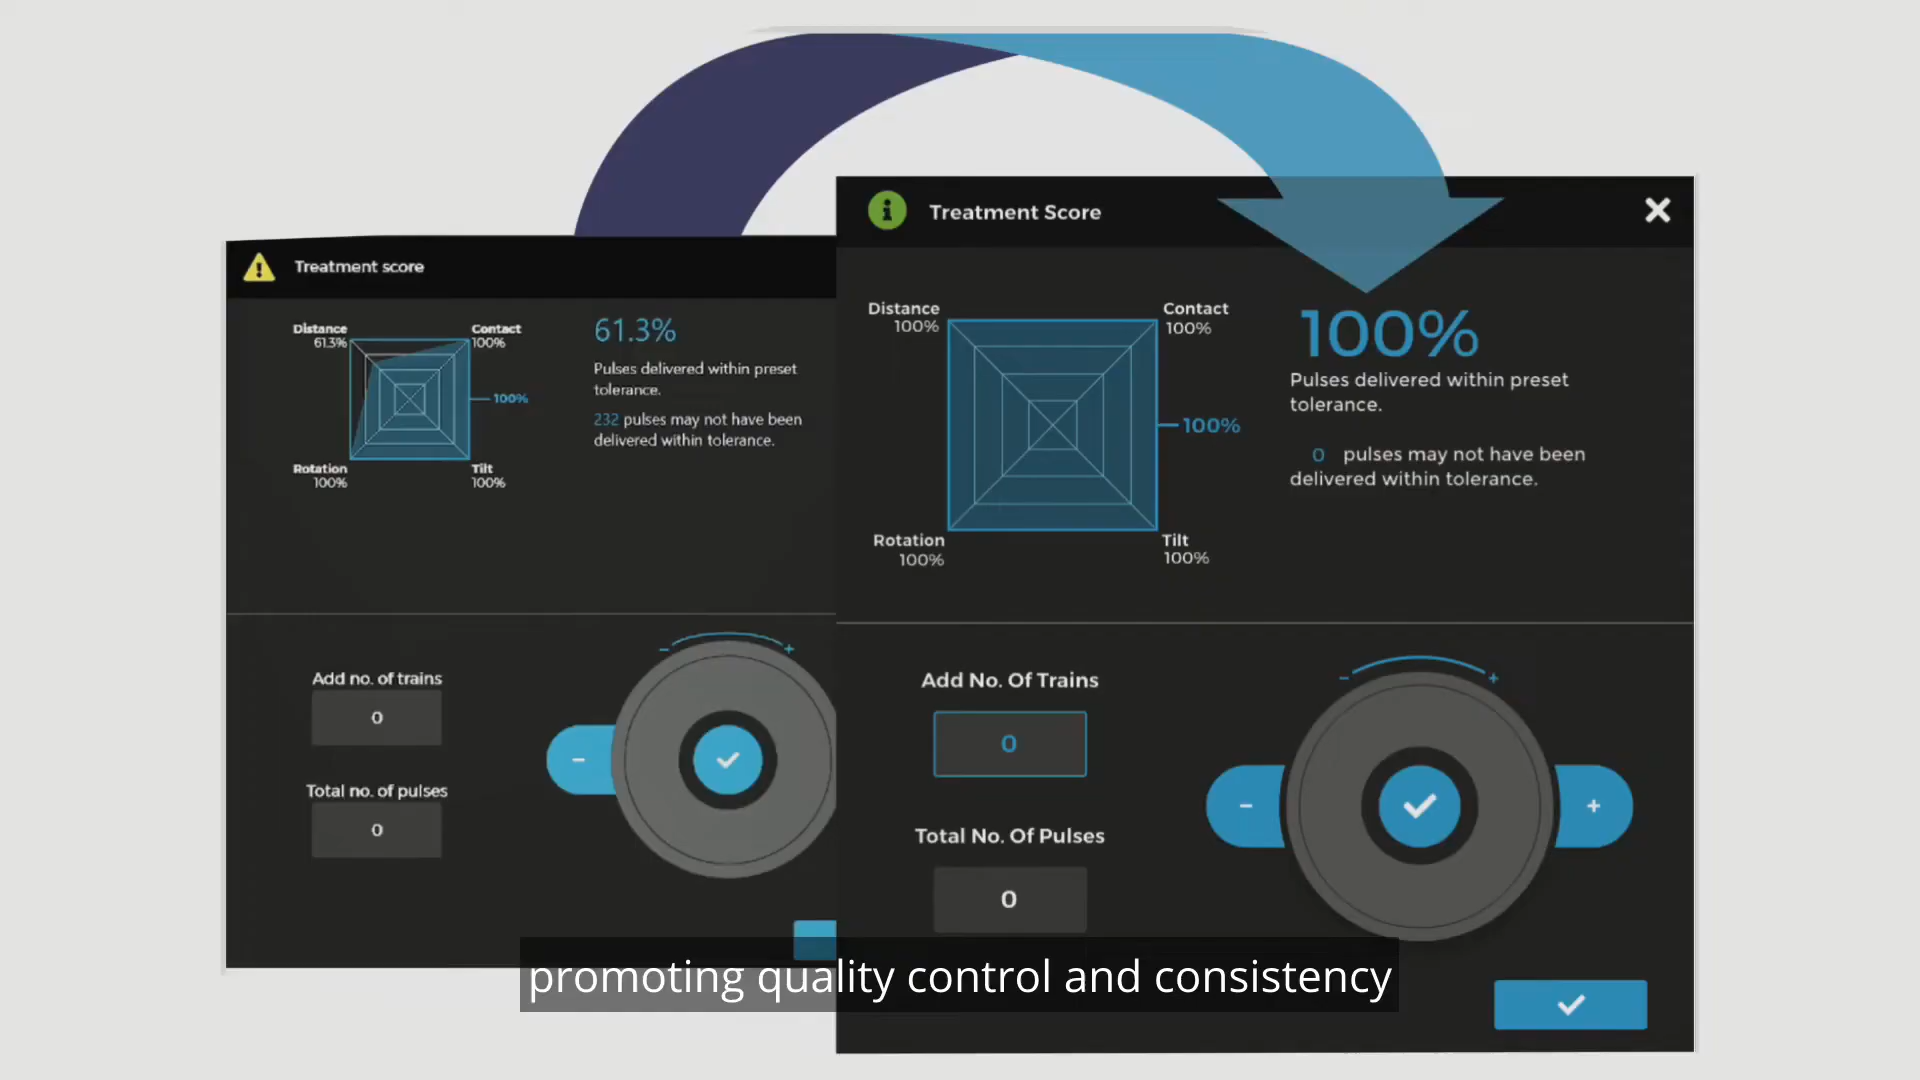 Treatment score
Distance
61.3%
Contact
100%
100%
Rotation
100%
Tilt
100%
61.3%
Pulses delivered within preset
tolerance.
232 pulses may not have been
delivered within tolerance.
Add no. of trains
0
Total no. of pulses
0
-
+
-
Treatment Score
Distance
100%
Contact
100%
100%
Rotation
100%
Tilt
100%
100%
Pulses delivered within preset
tolerance.
0 pulses may not have been
delivered within tolerance.
Add No. Of Trains
0
Total No. Of Pulses
0
-
+
-
+
promoting quality control and consistency